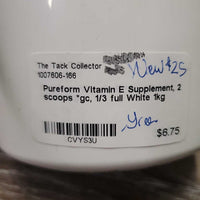 The Tack Collector
1007606-166
New $25
Pureform Vitamin E Supplement, 2
scoops *gc, 1/3 full White 1kg
CVYS3U
$6.75